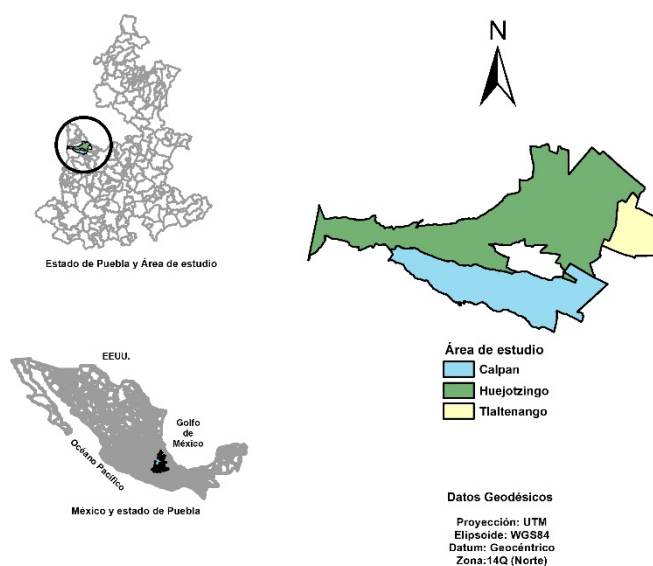 Estado de Puebla y Área de estudio
EEUU.
Golfo
de
México
Océano Pacífico
México y estado de Puebla
N
Área de estudio
Calpan
Huejotzingo
Tlaltenango
Datos Geodésicos
Proyección: UTM
Elipsoide: WGS84
Datum: Geocéntrico
Zona:14Q (Norte)